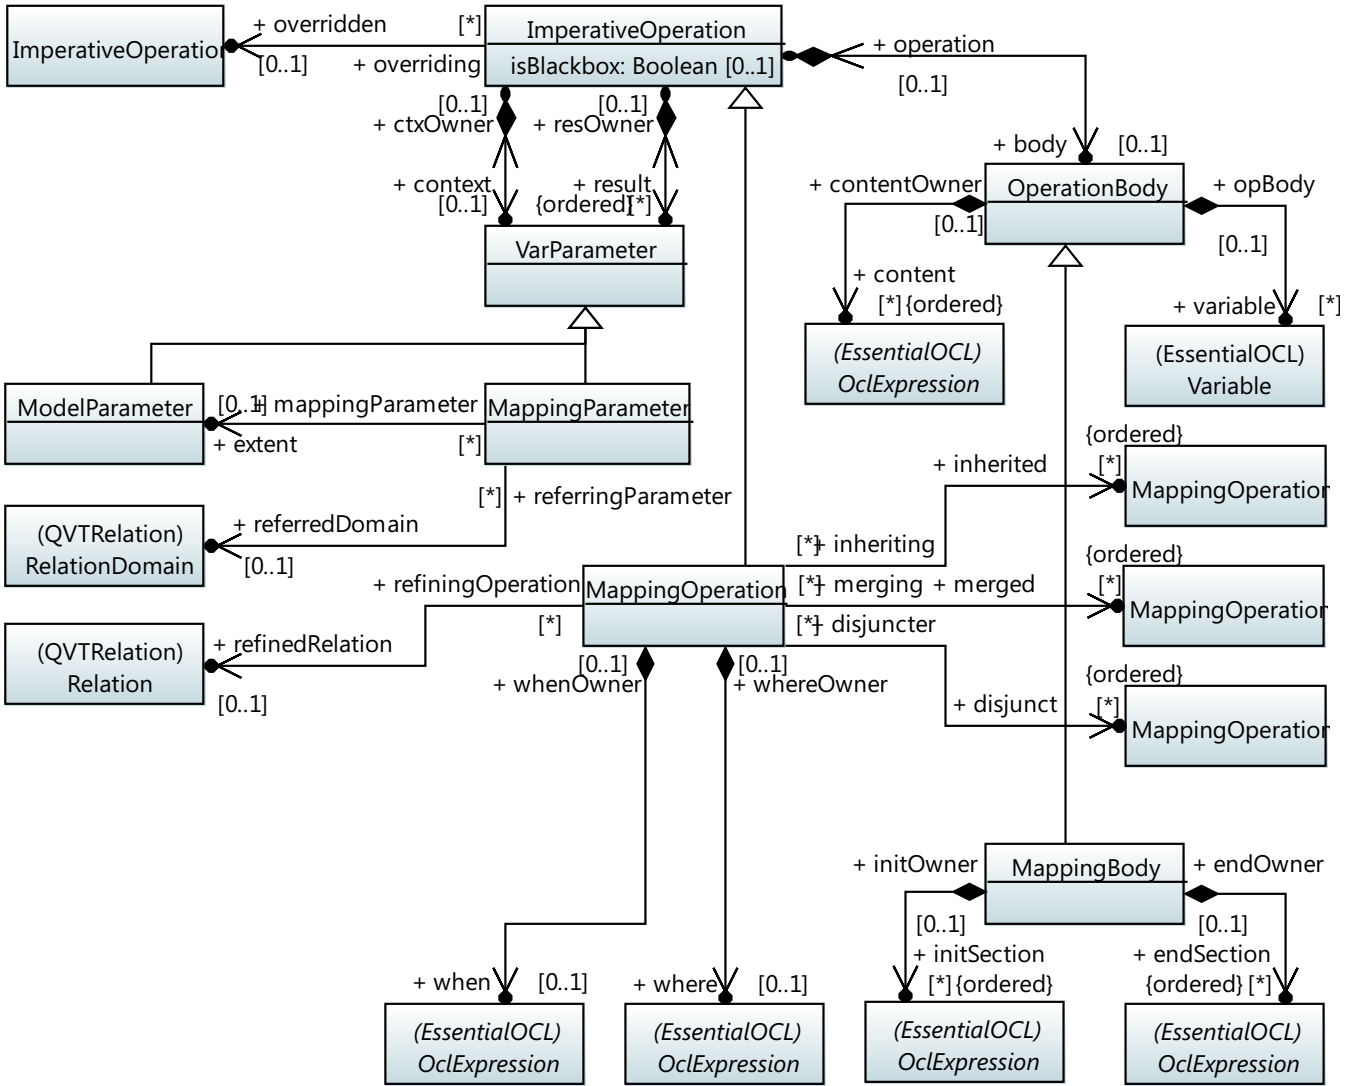 ImperativeOperation
+ overridden
[0..1]
[*]
+ overriding
ImperativeOperation
isBlackbox: Boolean [0..1]
+ operation
[0..1]
[0..1]
+ ctxOwner
[0..1]
+ resOwner
+ context
[0..1]
+ result
{ordered}[*]
+ body
[0..1]
VarParameter
+ contentOwner
[0..1]
OperationBody
+ opBody
[0..1]
+ content
[*] {ordered}
+ variable
[*]
(EssentialOCL)
OclExpression
(EssentialOCL)
Variable
ModelParameter
[0..1]
+ mappingParameter
+ extent
[*]
MappingParameter
[*]
+ referringParameter
(QVTRelation)
RelationDomain
+ referredDomain
[0..1]
(QVTRelation)
Relation
+ refinedRelation
[0..1]
+ refiningOperation
[*]
MappingOperation
[*]
+ inheriting
+ inherited
{ordered}
[*]
MappingOperation
[*]
+ merging
+ merged
{ordered}
[*]
MappingOperation
[*]
+ disjuncter
+ disjunct
{ordered}
[*]
MappingOperation
[0..1]
+ whenOwner
[0..1]
+ whereOwner
+ initOwner
[0..1]
MappingBody
+ endOwner
[0..1]
+ when
[0..1]
+ where
[0..1]
+ initSection
[*] {ordered}
+ endSection
{ordered} [*]
(EssentialOCL)
OclExpression
(EssentialOCL)
OclExpression
(EssentialOCL)
OclExpression
(EssentialOCL)
OclExpression